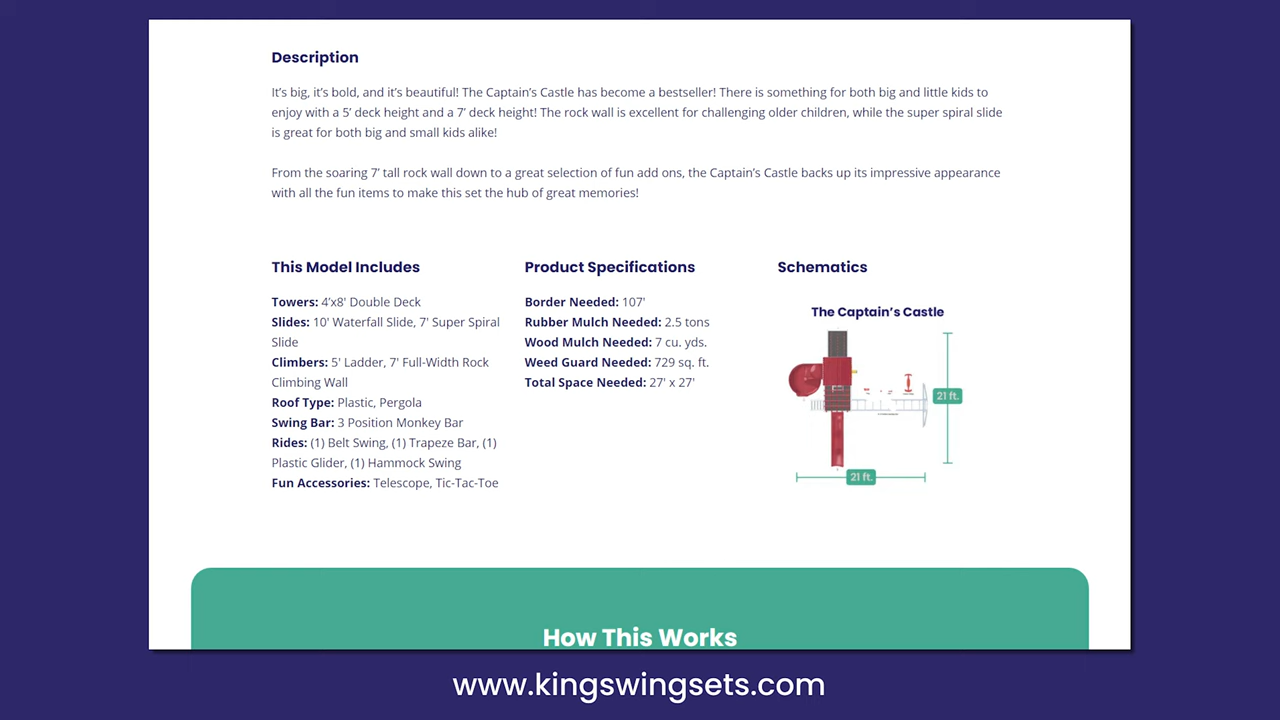 Description
It's big, it's bold, and it's beautiful! The Captain's Castle has become a bestseller! There is something for both big and little kids to
enjoy with a 5' deck height and a 7' deck height! The rock wall is excellent for challenging older children, while the super spiral slide
is great for both big and small kids alike!
From the soaring 7' tall rock wall down to a great selection of fun add ons, the Captain's Castle backs up its impressive appearance
with all the fun items to make this set the hub of great memories!
This Model Includes
Towers: 4'x8' Double Deck
Slides: 10' Waterfall Slide, 7' Super Spiral
Slide
Climbers: 5' Ladder, 7' Full-Width Rock
Climbing Wall
Roof Type: Plastic, Pergola
Swing Bar: 3 Position Monkey Bar
Rides: (1) Belt Swing, (1) Trapeze Bar, (1)
Plastic Glider, (1) Hammock Swing
Fun Accessories: Telescope, Tic-Tac-Toe
Product Specifications
Border Needed: 107'
Rubber Mulch Needed: 2.5 tons
Wood Mulch Needed: 7 cu. yds.
Weed Guard Needed: 729 sq. ft.
Total Space Needed: 27' x 27'
Schematics
The Captain's Castle
21 ft.
21 ft.
How This Works
www.kingswingsets.com